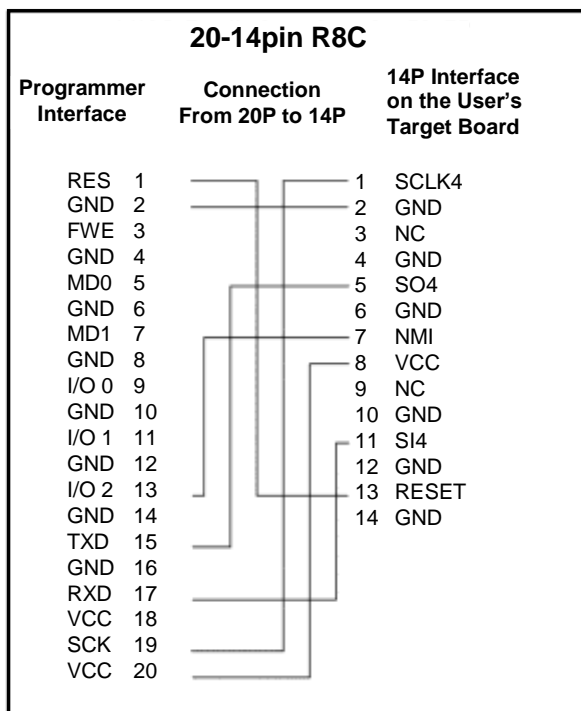 20-14pin R8C
Programmer
Interface
Connection
From 20P to 14P
14P Interface
on the User's
Target Board
RES 1
GND 2
FWE 3
GND 4
MD0 5
GND 6
MD1 7
GND 8
I/O 0 9
GND 10
I/O 1 11
GND 12
I/O 2 13
GND 14
TXD 15
GND 16
RXD 17
VCC 18
SCK 19
VCC 20
1 SCLK4
2 GND
3 NC
4 GND
5 SO4
6 GND
7 NMI
8 VCC
9 NC
10 GND
11 SI4
12 GND
13 RESET
14 GND